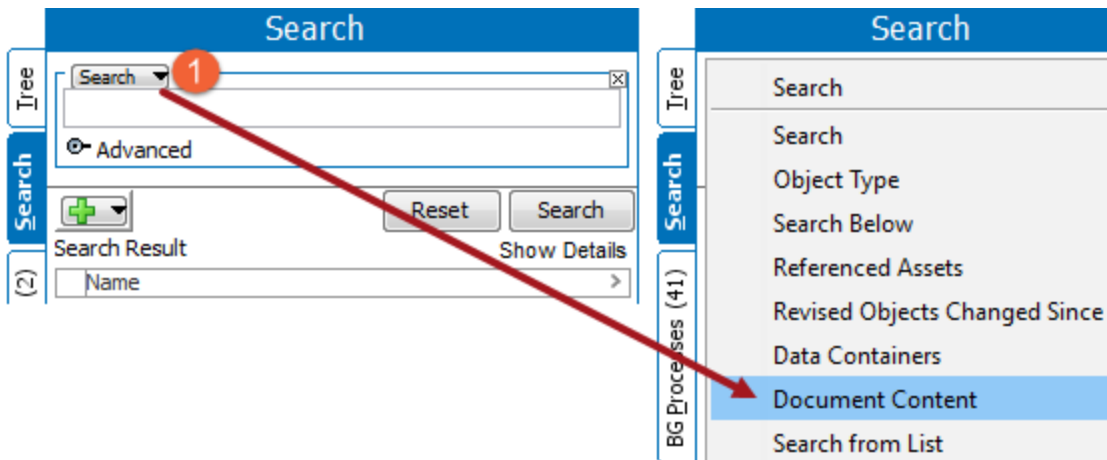 Search
Tree
Search
(2)
Search
1
Advanced
Reset
Search
Search Result
Show Details
Name
Search
Tree
Search
BG Processes (41)
Search
Search
Object Type
Search Below
Referenced Assets
Revised Objects Changed Since
Data Containers
Document Content
Search from List